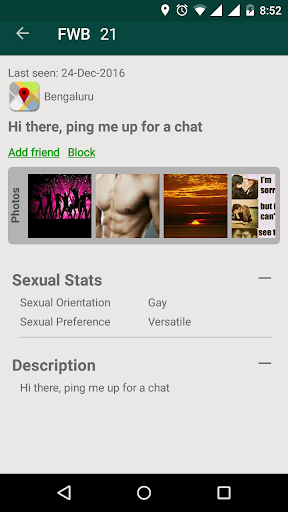 8:52
FWB 21
Last seen: 24-Dec-2016
Bengaluru
Hi there, ping me up for a chat
Add friend Block
Photos
i'm
sorr
but i
can'
see t
Sexual Stats
Sexual Orientation Gay
Sexual Preference Versatile
Description
Hi there, ping me up for a chat